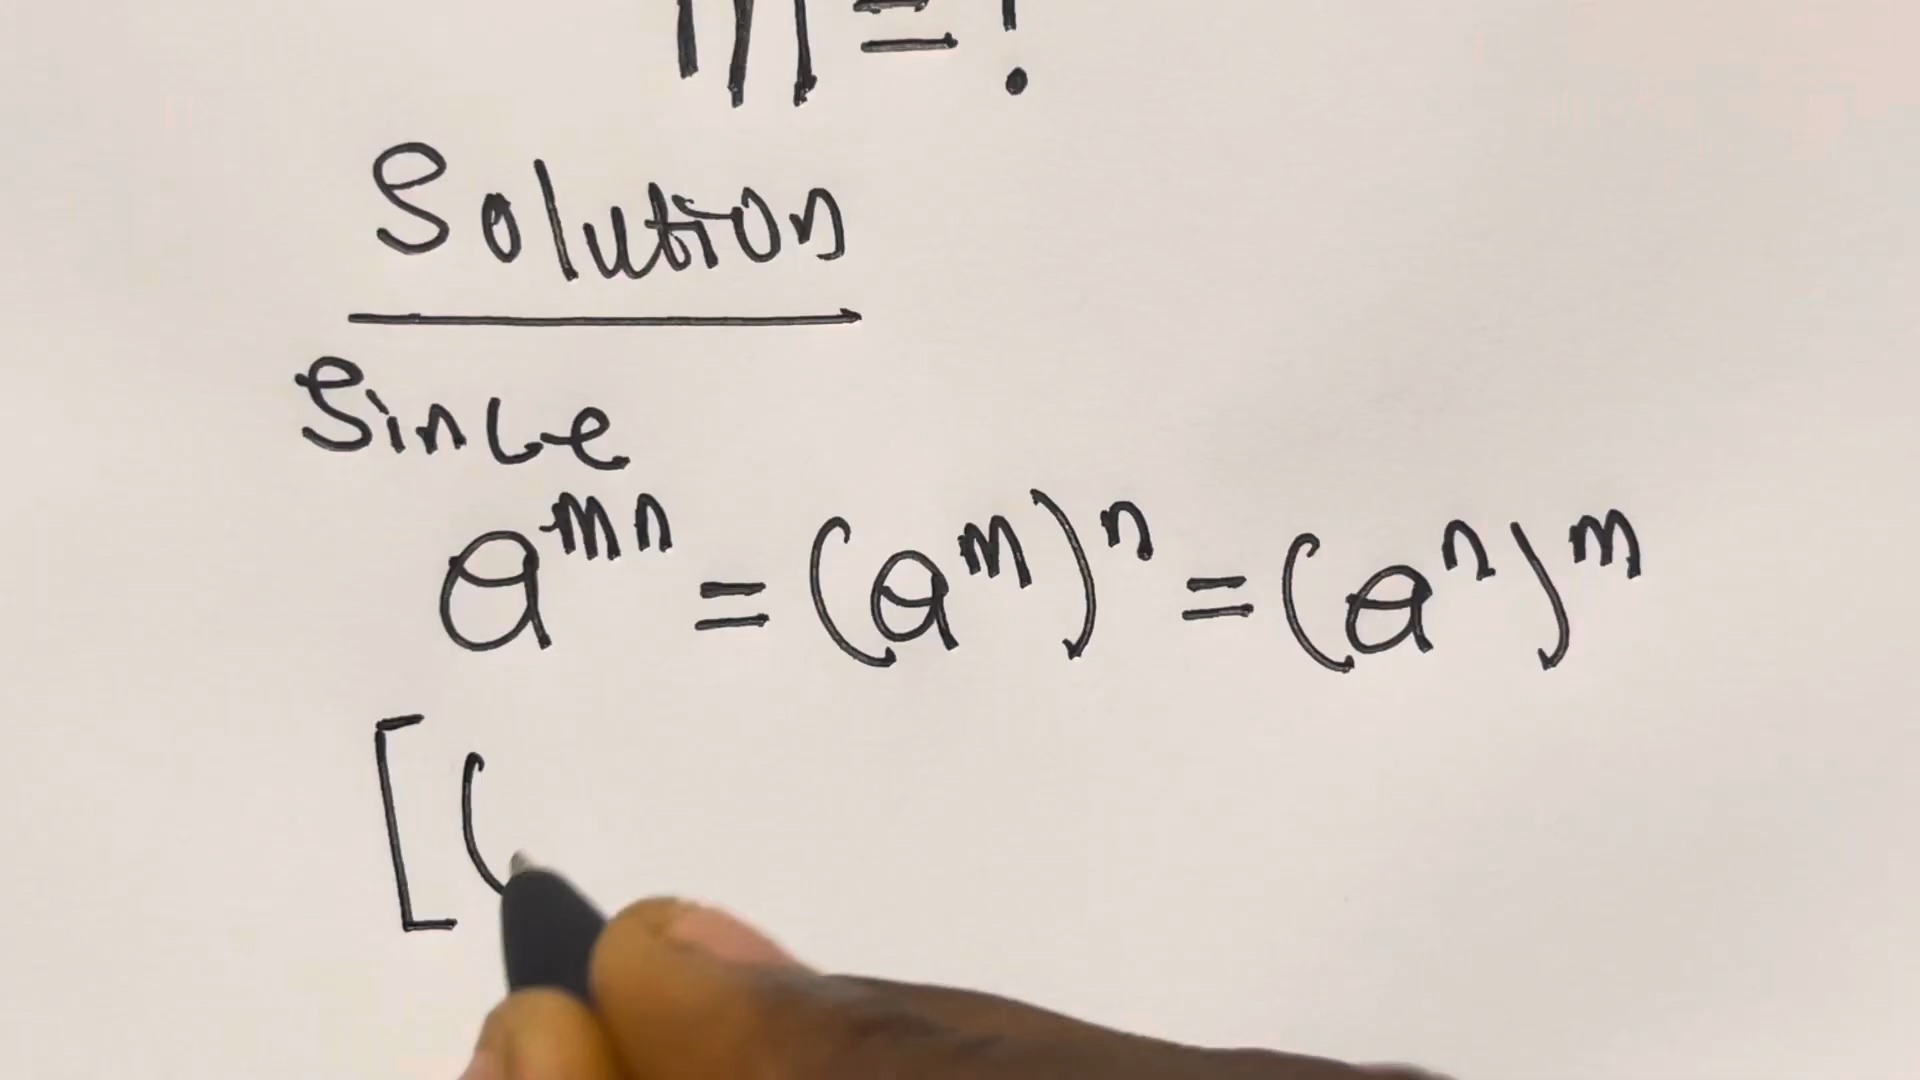 m = ?
Solution
Since
a^{mn} = (a^m)^n = (a^n)^m
[(